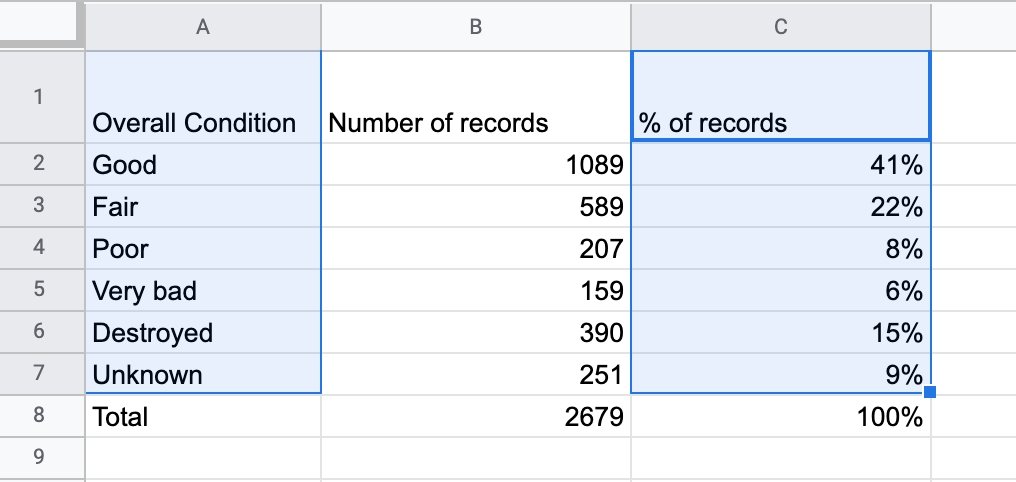 A B C
1 Overall Condition Number of records % of records
2 Good 1089 41%
3 Fair 589 22%
4 Poor 207 8%
5 Very bad 159 6%
6 Destroyed 390 15%
7 Unknown 251 9%
8 Total 2679 100%
9